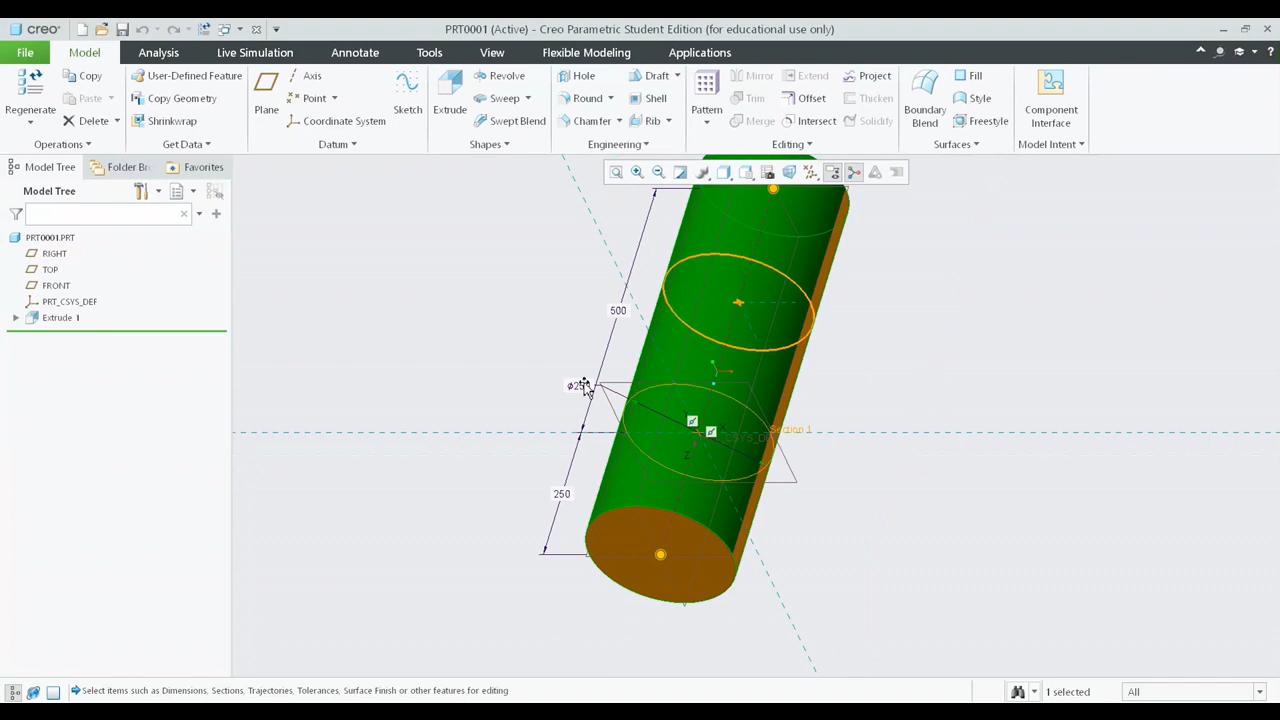 creo
PRT0001 (Active) - Creo Parametric Student Edition (for educational use only)
File Model Analysis Live Simulation Annotate Tools View Flexible Modeling Applications
Regenerate
Copy
Paste
Delete
Operations
User-Defined Feature
Copy Geometry
Shrinkwrap
Get Data
Plane
Axis
Point
Coordinate System
Sketch
Datum
Extrude
Revolve
Sweep
Swept Blend
Shapes
Hole
Round
Chamfer
Draft
Shell
Rib
Engineering
Pattern
Mirror
Trim
Merge
Extend
Offset
Intersect
Project
Thicken
Solidify
Editing
Boundary
Blend
Fill
Style
Freestyle
Surfaces
Component
Interface
Model Intent
Model Tree
Folder Br
Favorites
Model Tree
PRT0001.PRT
RIGHT
TOP
FRONT
PRT_CSYS_DEF
Extrude 1
500
250
Section 1
X
Z
Select items such as Dimensions, Sections, Trajectories, Tolerances, Surface Finish or other features for editing
1 selected
All